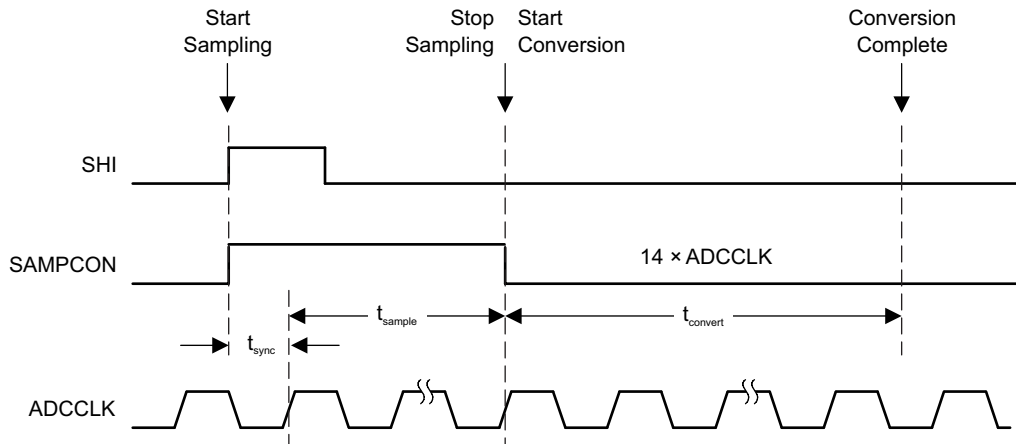 Start
Sampling
Stop
Sampling
Start
Conversion
Conversion
Complete
SHI
SAMPCON
14 × ADCCLK
tsample
tconvert
tsync
ADCCLK